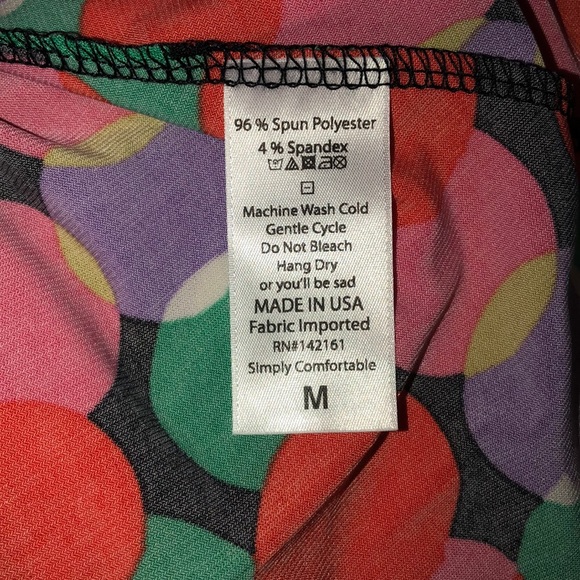 96 % Spun Polyester
4 % Spandex
Machine Wash Cold
Gentle Cycle
Do Not Bleach
Hang Dry
or you'll be sad
MADE IN USA
Fabric Imported
RN#142161
Simply Comfortable
M